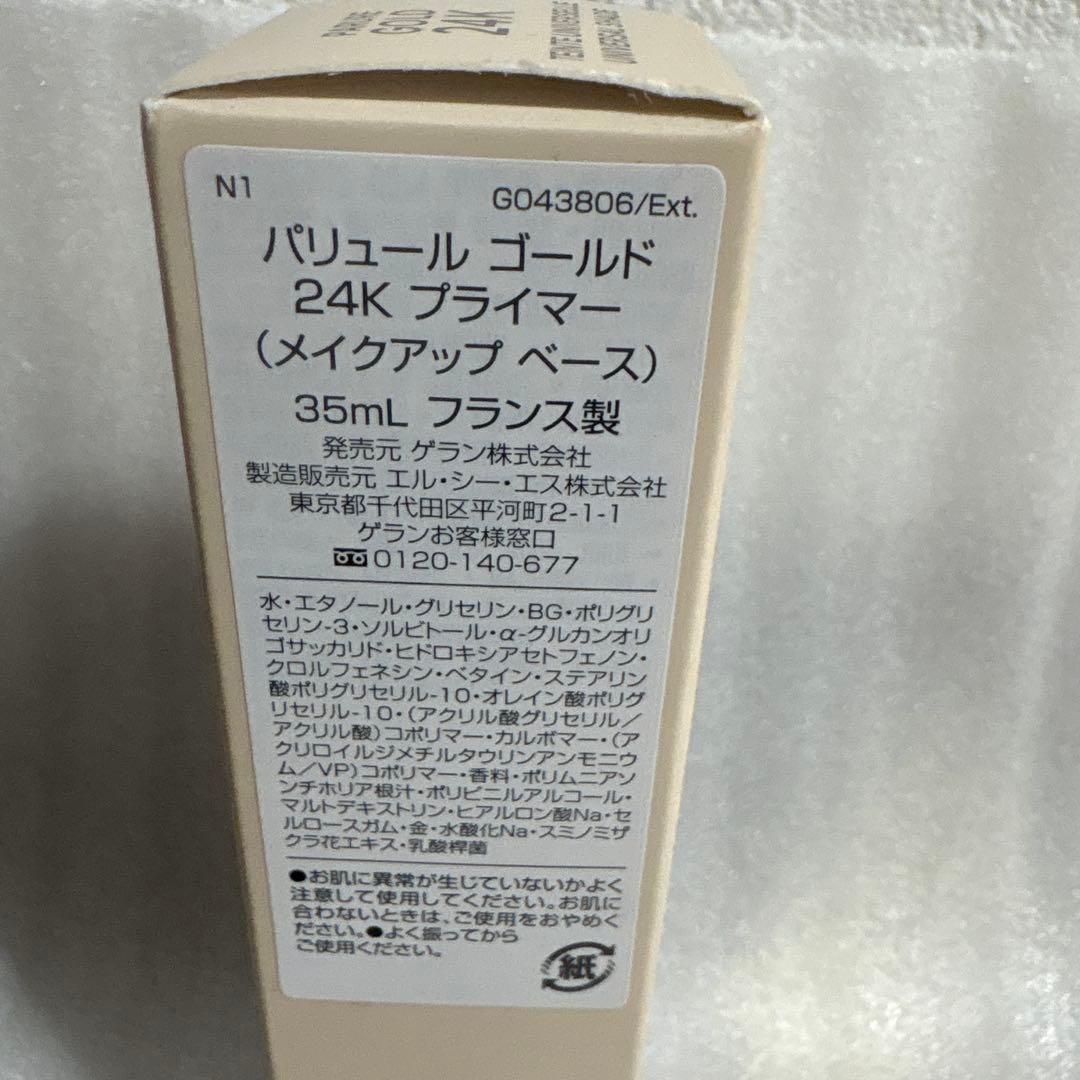 PARURE
GOLD
24K
TEINTE UNIVERSELLE
UNIVERSAL SHADE
N1
G043806/Ext.
パリュール ゴールド
24K プライマー
（メイクアップ ベース）
35mL フランス製
発売元 ゲラン株式会社
製造販売元 エル・シー・エス株式会社
東京都千代田区平河町2-1-1
ゲランお客様窓口
0120-140-677
水・エタノール・グリセリン・BG・ポリグリ
セリン-3・ソルビトール・α-グルカンオリ
ゴサッカリド・ヒドロキシアセトフェノン・
クロルフェネシン・ベタイン・ステアリン
酸ポリグリセリル-10・オレイン酸ポリグ
リセリル-10・（アクリル酸グリセリル／
アクリル酸）コポリマー・カルボマー・（ア
クリロイルジメチルタウリンアンモニウ
ム／VP）コポリマー・香料・ポリムニアソ
ンチホリア根汁・ポリビニルアルコール・
マルトデキストリン・ヒアルロン酸Na・セ
ルロースガム・金・水酸化Na・スミノミザ
クラ花エキス・乳酸桿菌
●お肌に異常が生じていないかよく
注意して使用してください。お肌に
合わないときは、ご使用をおやめく
ださい。●よく振ってから
ご使用ください。
紙